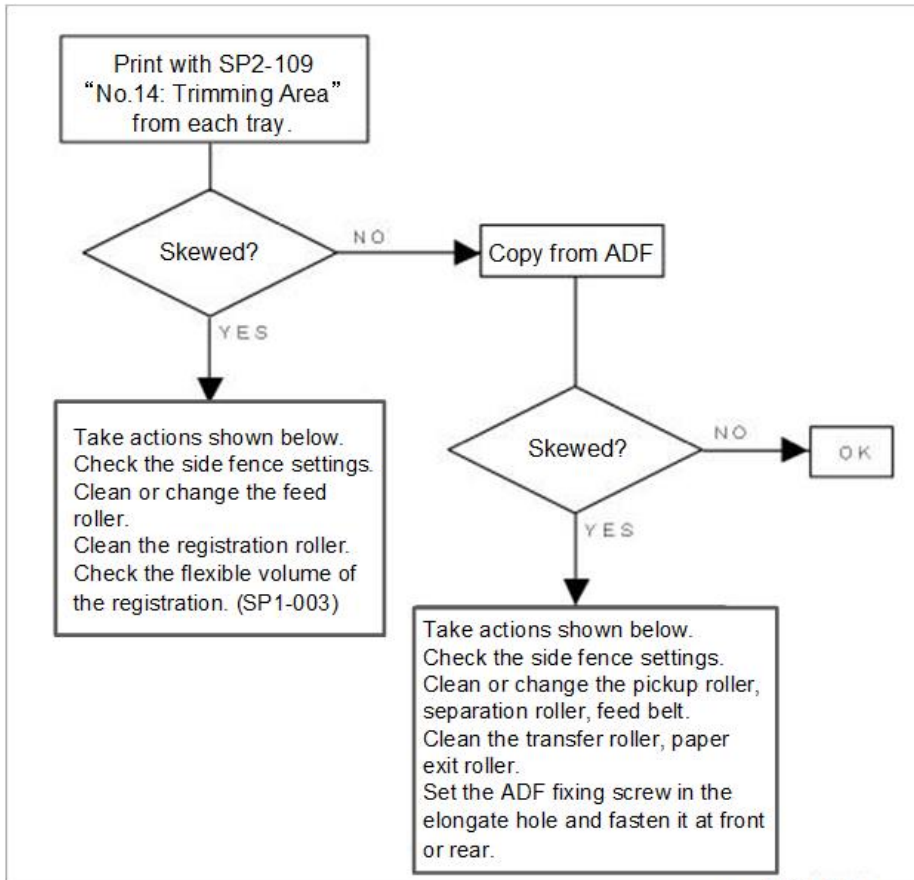 Print with SP2-109
“No.14: Trimming Area”
from each tray.
Skewed?
NO
Copy from ADF
YES
Take actions shown below.
Check the side fence settings.
Clean or change the feed
roller.
Clean the registration roller.
Check the flexible volume of
the registration. (SP1-003)
Skewed?
NO
OK
YES
Take actions shown below.
Check the side fence settings.
Clean or change the pickup roller,
separation roller, feed belt.
Clean the transfer roller, paper
exit roller.
Set the ADF fixing screw in the
elongate hole and fasten it at front
or rear.